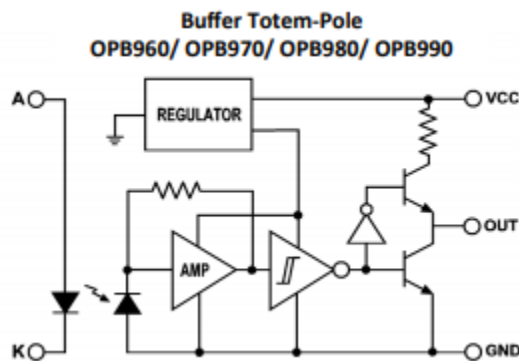 Buffer Totem-Pole
OPB960/ OPB970/ OPB980/ OPB990
A
REGULATOR
VCC
AMP
OUT
K
GND